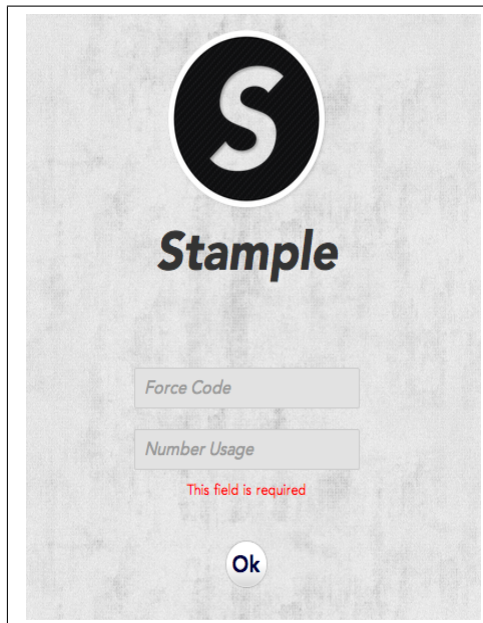 S
Stample
Force Code
Number Usage
This field is required
Ok